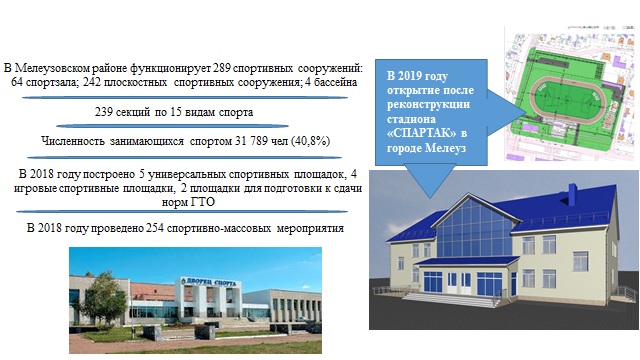 В Мелеузовском районе функционирует 289 спортивных сооружений:
64 спортзала; 242 плоскостных спортивных сооружения; 4 бассейна
239 секций по 15 видам спорта
Численность занимающихся спортом 31 789 чел (40,8%)
В 2018 году построено 5 универсальных спортивных площадок, 4
игровые спортивные площадки, 2 площадки для подготовки к сдачи
норм ГТО
В 2018 году проведено 254 спортивно-массовых мероприятия
ДВОРЕЦ СПОРТА
В 2019 году
открытие после
реконструкции
стадиона
«СПАРТАК» в
городе Мелеуз